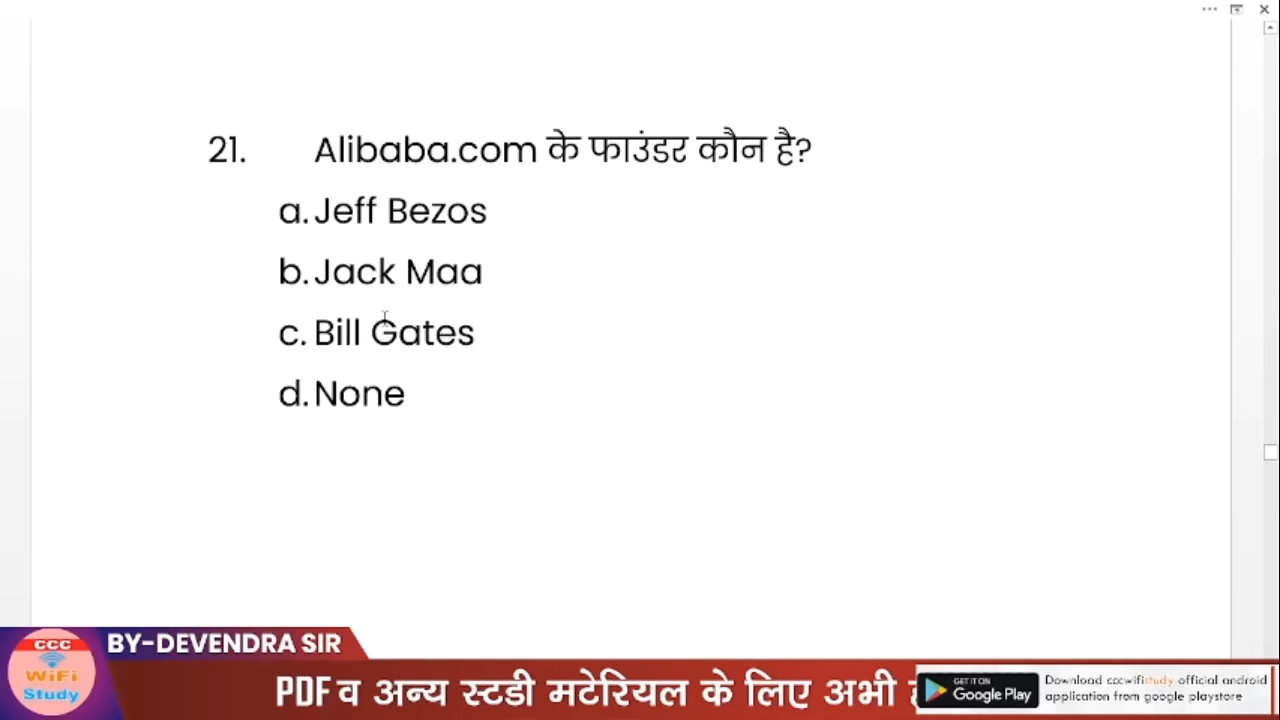 21. Alibaba.com के फाउंडर कौन है?
a. Jeff Bezos
b. Jack Maa
c. Bill Gates
d. None
CCC
WiFi
Study
BY-DEVENDRA SIR
PDF व अन्य स्टडी मटेरियल के लिए अभी
GET IT ON
Google Play
Download cccwifistudy official android
application from google playstore